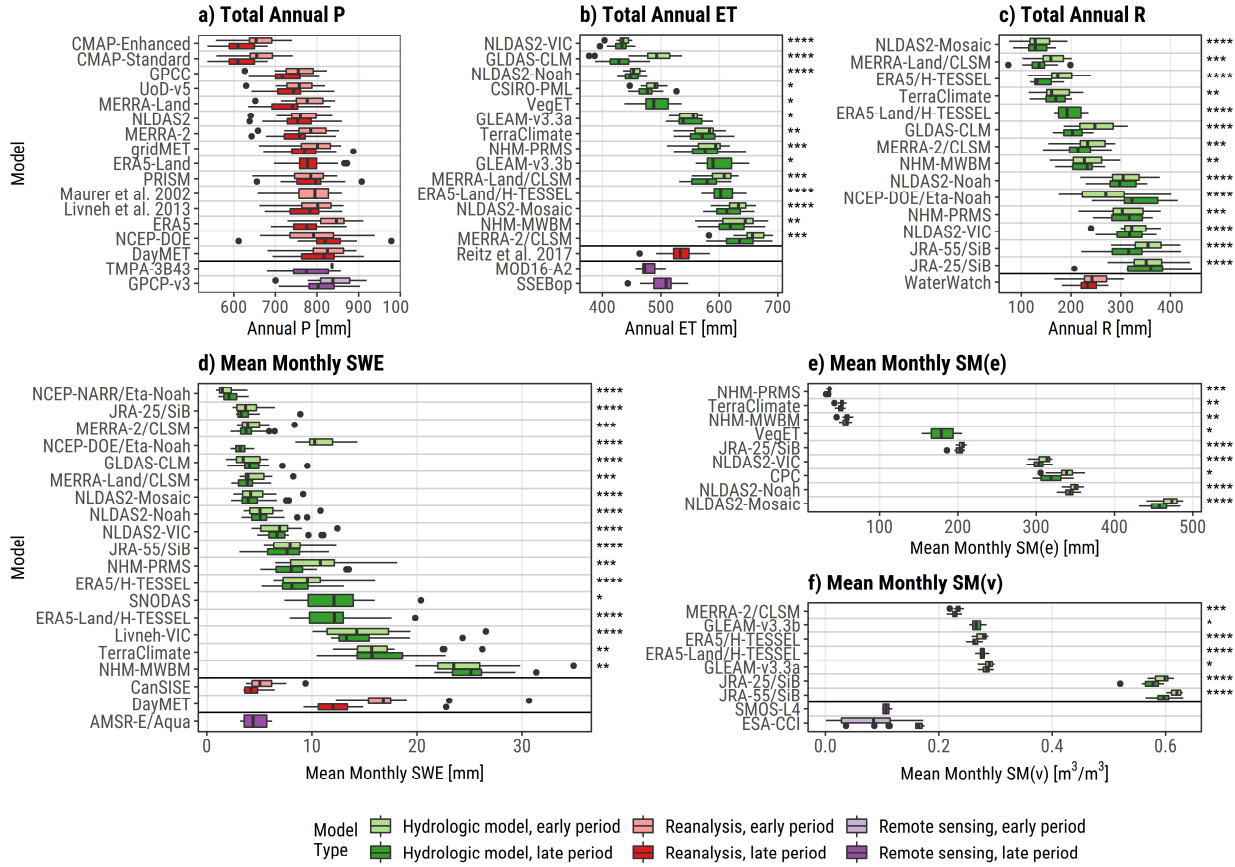 a) Total Annual P
CMAP-Enhanced
CMAP-Standard
GPCC
UoD-v5
MERRA-Land
NLDAS2
MERRA-2
gridMET
ERA5-Land
PRISM
Maurer et al. 2002
Livneh et al. 2013
ERA5
NCEP-DOE
DayMET
TMPA-3B43
GPCP-v3
Model
600 700 800 900 1000
Annual P [mm]
b) Total Annual ET
NLDAS2-VIC ****
GLDAS-CLM ****
NLDAS2-Noah ****
CSIRO-PML *
VegET *
GLEAM-v3.3a *
TerraClimate **
NHM-PRMS ***
GLEAM-v3.3b *
MERRA-Land/CLSM ***
ERA5-Land/H-TESSEL ****
NLDAS2-Mosaic ****
NHM-MWBM **
MERRA-2/CLSM ***
Reitz et al. 2017
MOD16-A2
SSEBop
400 500 600 700
Annual ET [mm]
c) Total Annual R
NLDAS2-Mosaic ****
MERRA-Land/CLSM ***
ERA5/H-TESSEL ****
TerraClimate **
ERA5-Land/H-TESSEL ****
GLDAS-CLM ****
MERRA-2/CLSM ***
NHM-MWBM **
NLDAS2-Noah ****
NCEP-DOE/Eta-Noah ****
NHM-PRMS ***
NLDAS2-VIC ****
JRA-55/SiB ****
JRA-25/SiB ****
WaterWatch
100 200 300 400
Annual R [mm]
d) Mean Monthly SWE
NCEP-NARR/Eta-Noah ****
JRA-25/SiB ****
MERRA-2/CLSM ***
NCEP-DOE/Eta-Noah ****
GLDAS-CLM ****
MERRA-Land/CLSM ***
NLDAS2-Mosaic ****
NLDAS2-Noah ****
NLDAS2-VIC ****
JRA-55/SiB ****
NHM-PRMS ***
ERA5/H-TESSEL ****
SNODAS *
ERA5-Land/H-TESSEL ****
Livneh-VIC ****
TerraClimate **
NHM-MWBM **
CanSISE
DayMET
AMSR-E/Aqua
Model
0 10 20 30
Mean Monthly SWE [mm]
e) Mean Monthly SM(e)
NHM-PRMS ***
TerraClimate **
NHM-MWBM **
VegET *
JRA-25/SiB ****
NLDAS2-VIC ****
CPC *
NLDAS2-Noah ****
NLDAS2-Mosaic ****
100 200 300 400 500
Mean Monthly SM(e) [mm]
f) Mean Monthly SM(v)
MERRA-2/CLSM ***
GLEAM-v3.3b *
ERA5/H-TESSEL ****
ERA5-Land/H-TESSEL ****
GLEAM-v3.3a *
JRA-25/SiB ****
JRA-55/SiB ****
SMOS-L4
ESA-CCI
0.0 0.2 0.4 0.6
Mean Monthly SM(v) [m³/m³]
Model Type
Hydrologic model, early period
Reanalysis, early period
Remote sensing, early period
Hydrologic model, late period
Reanalysis, late period
Remote sensing, late period